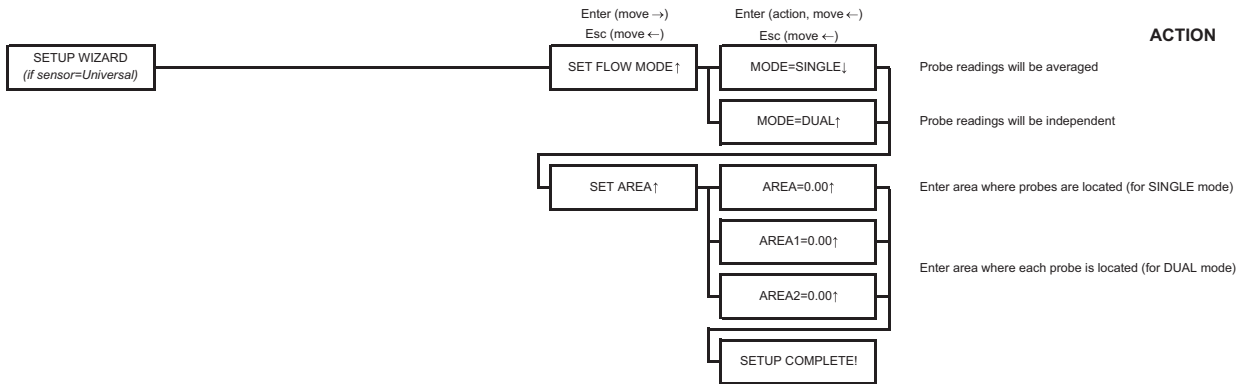 Enter (move →)
Esc (move ←)
Enter (action, move ←)
Esc (move ←)
ACTION
SETUP WIZARD
(if sensor=Universal)
SET FLOW MODE↑
MODE=SINGLE↓
Probe readings will be averaged
MODE=DUAL↑
Probe readings will be independent
SET AREA↑
AREA=0.00↑
Enter area where probes are located (for SINGLE mode)
AREA1=0.00↑
Enter area where each probe is located (for DUAL mode)
AREA2=0.00↑
SETUP COMPLETE!